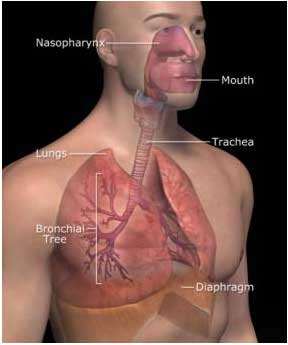 Nasopharynx
Mouth
Trachea
Lungs
Bronchial
Tree
Diaphragm